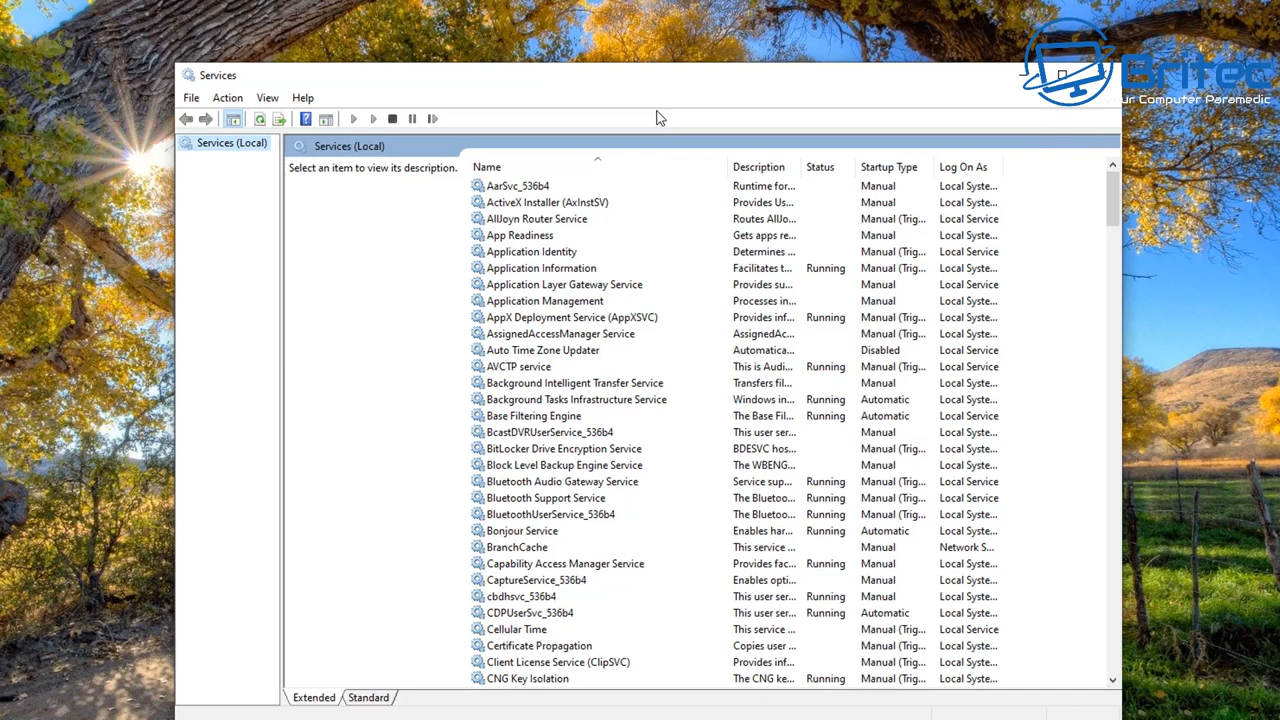 Services
Britec
ur Computer Paramedic
File Action View Help
Services (Local)
Services (Local)
Select an item to view its description.
Name Description Status Startup Type Log On As
AarSvc_536b4 Runtime for... Manual Local Syste...
ActiveX Installer (AxInstSV) Provides Us... Manual Local Syste...
AllJoyn Router Service Routes AllJo... Manual (Trig... Local Service
App Readiness Gets apps re... Manual Local Syste...
Application Identity Determines ... Manual (Trig... Local Service
Application Information Facilitates t... Running Manual (Trig... Local Syste...
Application Layer Gateway Service Provides su... Manual Local Service
Application Management Processes in... Manual Local Syste...
AppX Deployment Service (AppXSVC) Provides inf... Running Manual (Trig... Local Syste...
AssignedAccessManager Service AssignedAc... Manual (Trig... Local Syste...
Auto Time Zone Updater Automatica... Disabled Local Service
AVCTP service This is Audi... Running Manual (Trig... Local Service
Background Intelligent Transfer Service Transfers fil... Manual Local Syste...
Background Tasks Infrastructure Service Windows in... Running Automatic Local Syste...
Base Filtering Engine The Base Fil... Running Automatic Local Service
BcastDVRUserService_536b4 This user ser... Manual Local Syste...
BitLocker Drive Encryption Service BDESVC hos... Manual (Trig... Local Syste...
Block Level Backup Engine Service The WBENG... Manual Local Syste...
Bluetooth Audio Gateway Service Service sup... Running Manual (Trig... Local Service
Bluetooth Support Service The Bluetoo... Running Manual (Trig... Local Service
BluetoothUserService_536b4 The Bluetoo... Running Manual (Trig... Local Syste...
Bonjour Service Enables har... Running Automatic Local Syste...
BranchCache This service ... Manual Network S...
Capability Access Manager Service Provides fac... Running Manual Local Syste...
CaptureService_536b4 Enables opti... Manual Local Syste...
cbdhsvc_536b4 This user ser... Running Manual Local Syste...
CDPUserSvc_536b4 This user ser... Running Automatic Local Syste...
Cellular Time This service ... Manual (Trig... Local Service
Certificate Propagation Copies user ... Manual (Trig... Local Syste...
Client License Service (ClipSVC) Provides inf... Manual (Trig... Local Syste...
CNG Key Isolation The CNG ke... Running Manual (Trig... Local Syste...
Extended Standard